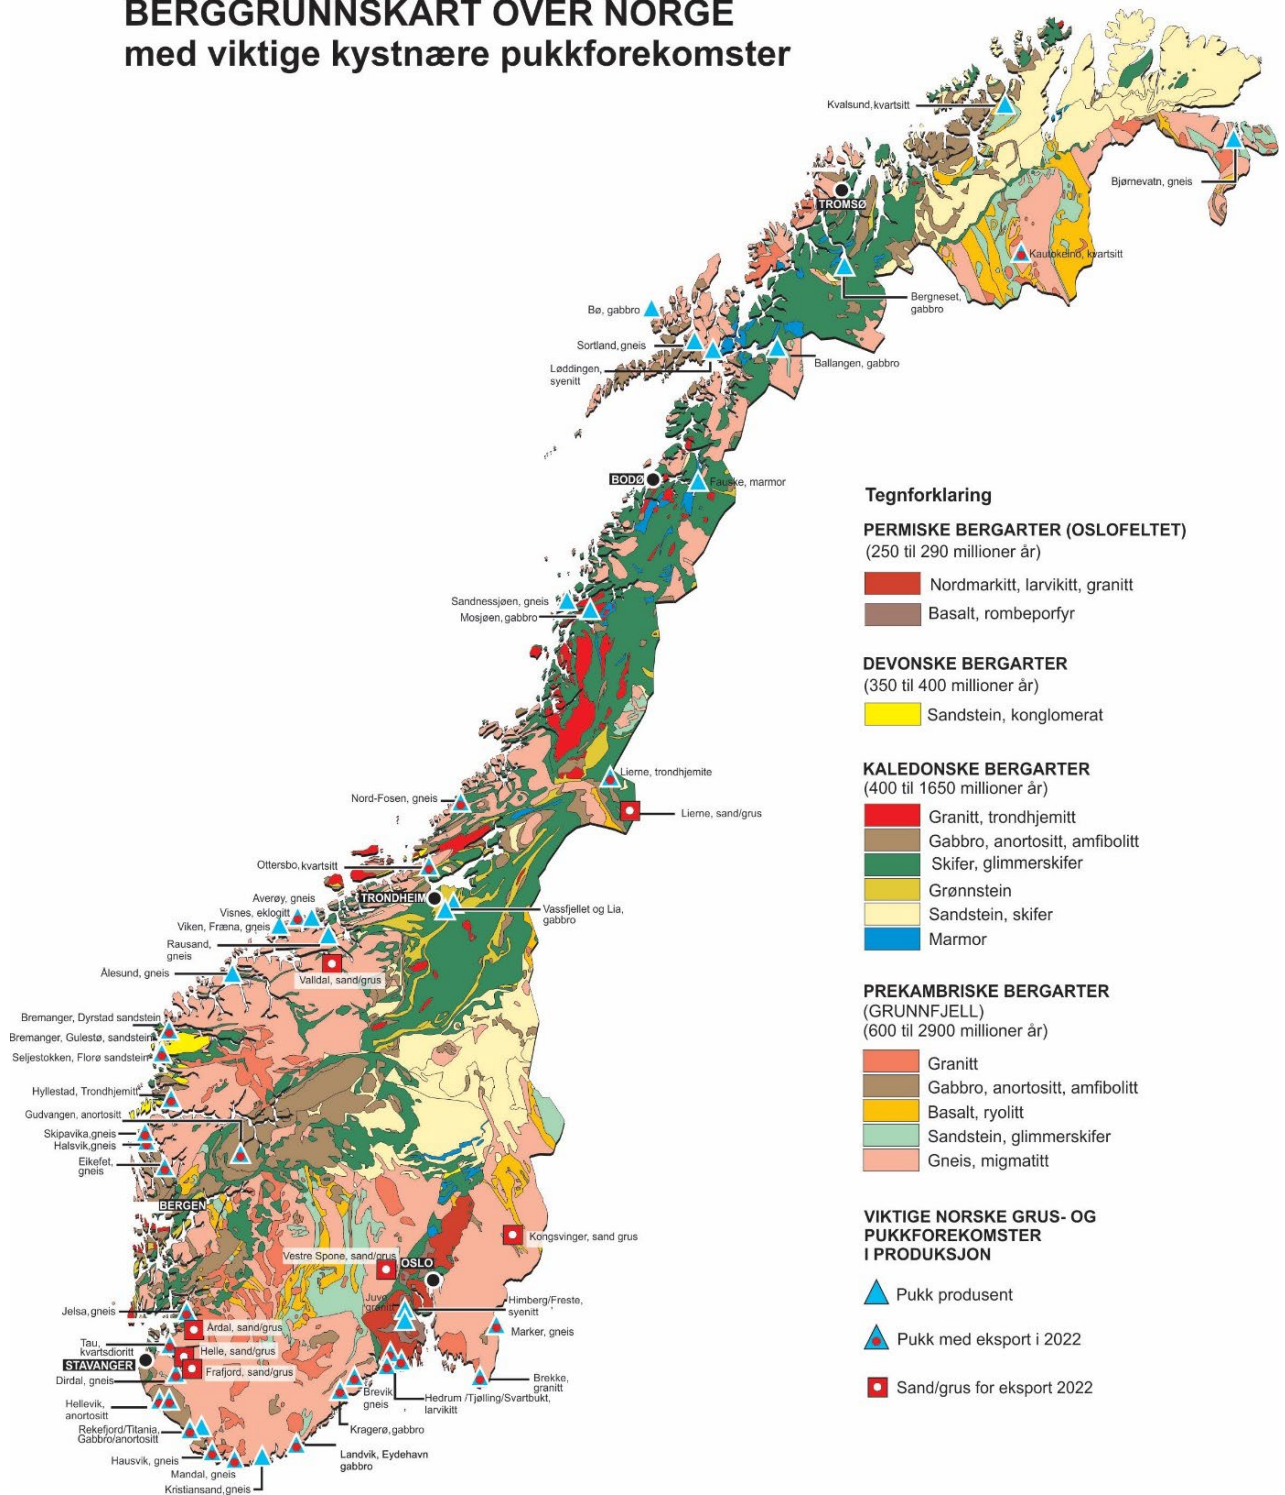 BERGGRUNNSKART OVER NORGE
med viktige kystnære pukkforekomster
Kvalsund, kvartsitt
Bjørnevatn, gneis
TROMSØ
Kautokeino, kvartsitt
Bergneset,
gabbro
Bø, gabbro
Sortland, gneis
Løddingen,
syenitt
Ballangen, gabbro
BODØ
Fauske, marmor
Sandnessjøen, gneis
Mosjøen, gabbro
Lierne, trondhjemite
Nord-Fosen, gneis
Lierne, sand/grus
Ottersbo, kvartsitt
TRONDHEIM
Averøy, gneis
Visnes, eklogitt
Viken, Fræna, gneis
Rausand,
gneis
Vassfjellet og Lia,
gabbro
Ålesund, gneis
Valldal, sand/grus
Bremanger, Dyrstad sandstein
Bremanger, Gulestø, sandstein
Seljestokken, Florø sandstein
Hyllestad, Trondhjemitt
Gudvangen, anortositt
Skipavika, gneis
Halsvik, gneis
Eikefet,
gneis
BERGEN
Kongsvinger, sand grus
Vestre Spone, sand/grus
OSLO
Juve,
granitt
Himberg/Freste,
syenitt
Jelsa, gneis
Årdal, sand/grus
Marker, gneis
Tau,
kvartsdioritt
Helle, sand/grus
STAVANGER
Frafjord, sand/grus
Dirdal, gneis
Brekke,
granitt
Brevik
gneis
Hedrum /Tjølling/Svartbukt,
larvikitt
Hellevik,
anortositt
Kragerø, gabbro
Rekefjord/Titania,
Gabbro/anortositt
Landvik, Eydehavn
gabbro
Hausvik, gneis
Mandal, gneis
Kristiansand, gneis
Tegnforklaring
PERMISKE BERGARTER (OSLOFELTET)
(250 til 290 millioner år)
Nordmarkitt, larvikitt, granitt
Basalt, rombeporfyr
DEVONSKE BERGARTER
(350 til 400 millioner år)
Sandstein, konglomerat
KALEDONSKE BERGARTER
(400 til 1650 millioner år)
Granitt, trondhjemitt
Gabbro, anortositt, amfibolitt
Skifer, glimmerskifer
Grønnstein
Sandstein, skifer
Marmor
PREKAMBRISKE BERGARTER
(GRUNNFJELL)
(600 til 2900 millioner år)
Granitt
Gabbro, anortositt, amfibolitt
Basalt, ryolitt
Sandstein, glimmerskifer
Gneis, migmatitt
VIKTIGE NORSKE GRUS- OG
PUKKFOREKOMSTER
I PRODUKSJON
Pukk produsent
Pukk med eksport i 2022
Sand/grus for eksport 2022